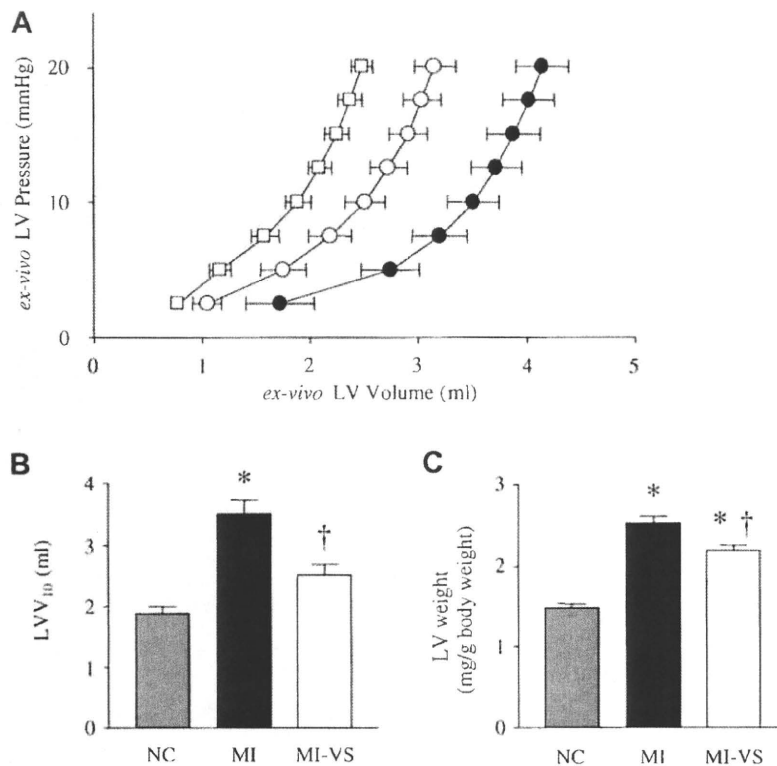 A
ex-vivo LV Pressure (mmHg)
20
10
0
0 1 2 3 4 5
ex-vivo LV Volume (ml)
B
LVV10 (ml)
4
3
2
1
0
*
†
NC MI MI-VS
C
LV weight
(mg/g body weight)
3
2
1
0
*
* †
NC MI MI-VS